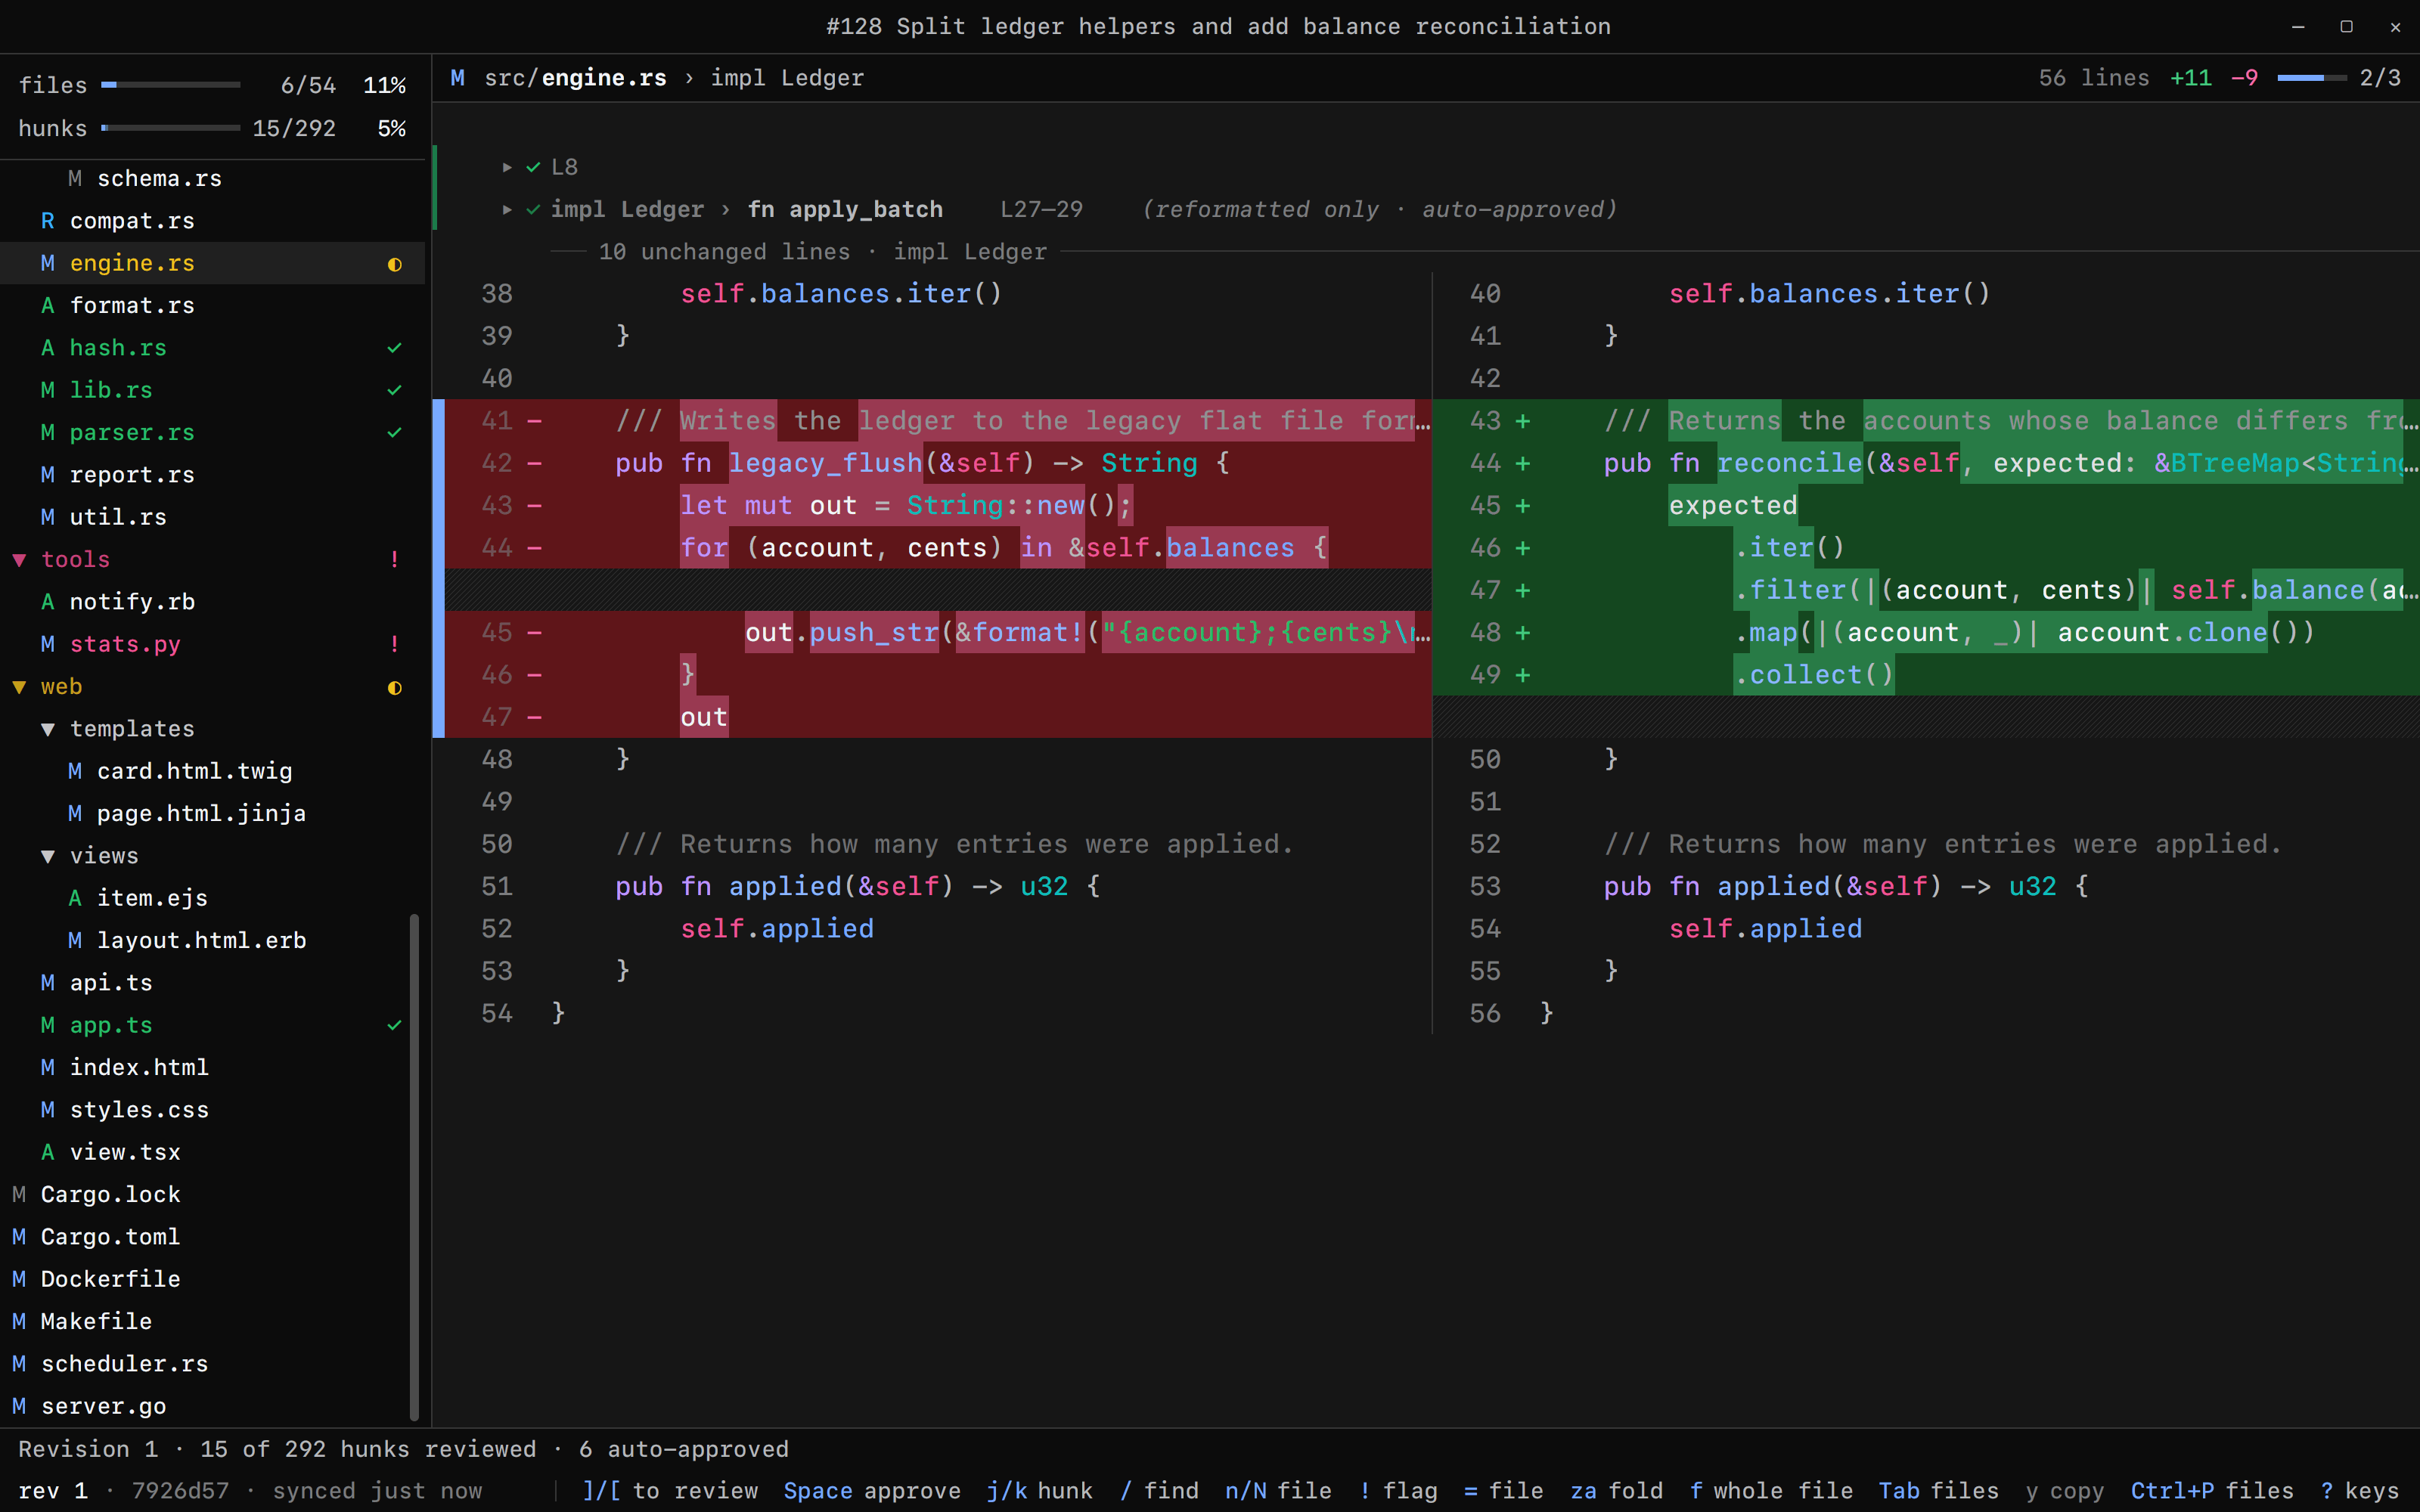 #128 Split ledger helpers and add balance reconciliation
files 6/54 11%
hunks 15/292 5%
M schema.rs
R compat.rs
M engine.rs
A format.rs
A hash.rs
M lib.rs
M parser.rs
M report.rs
M util.rs
tools !
A notify.rb
M stats.py !
web
templates
M card.html.twig
M page.html.jinja
views
A item.ejs
M layout.html.erb
M api.ts
M app.ts
M index.html
M styles.css
A view.tsx
M Cargo.lock
M Cargo.toml
M Dockerfile
M Makefile
M scheduler.rs
M server.go
M src/engine.rs › impl Ledger 56 lines +11 −9 2/3
▸ ✓ L8
▸ ✓ impl Ledger › fn apply_batch L27–29 (reformatted only · auto-approved)
10 unchanged lines · impl Ledger
38 self.balances.iter()
39 }
40
41 − /// Writes the ledger to the legacy flat file for…
42 − pub fn legacy_flush(&self) -> String {
43 − let mut out = String::new();
44 − for (account, cents) in &self.balances {
45 − out.push_str(&format!("{account};{cents}\…
46 − }
47 − out
48 }
49
50 /// Returns how many entries were applied.
51 pub fn applied(&self) -> u32 {
52 self.applied
53 }
54 }
40 self.balances.iter()
41 }
42
43 + /// Returns the accounts whose balance differs fr…
44 + pub fn reconcile(&self, expected: &BTreeMap<String…
45 + expected
46 + .iter()
47 + .filter(|(account, cents)| self.balance(a…
48 + .map(|(account, _)| account.clone())
49 + .collect()
50 }
51
52 /// Returns how many entries were applied.
53 pub fn applied(&self) -> u32 {
54 self.applied
55 }
56 }
Revision 1 · 15 of 292 hunks reviewed · 6 auto-approved
rev 1 · 7926d57 · synced just now ]/[ to review Space approve j/k hunk / find n/N file ! flag = file za fold f whole file Tab files y copy Ctrl+P files ? keys